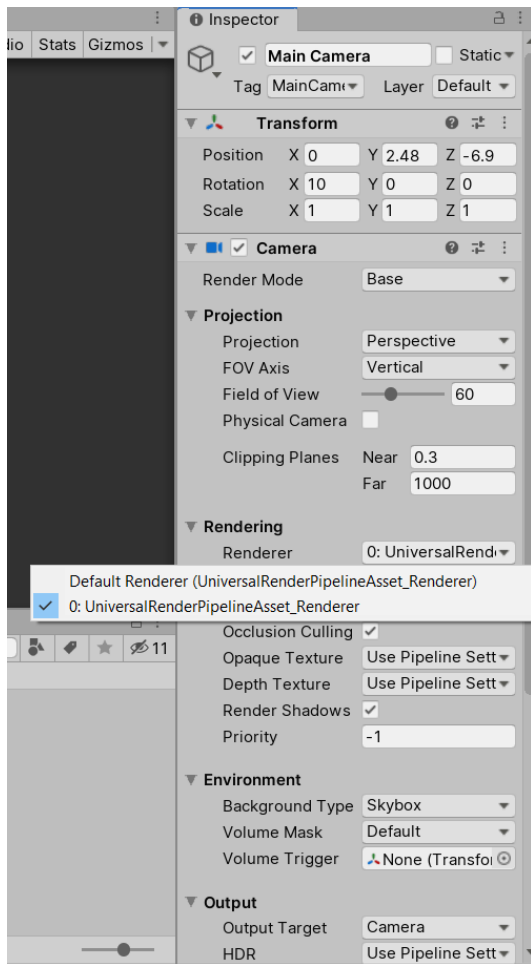 Inspector
Stats Gizmos
Main Camera Static
Tag Layer Default
Transform
Position X 0 Y 2.48 Z -6.9
Rotation X 10 Y 0 Z 0
Scale X 1 Y 1 Z 1
Camera
Render Mode Base
Projection
Projection Perspective
FOV Axis Vertical
Field of View 60
Physical Camera
Clipping Planes Near 0.3
Far 1000
Rendering
Renderer 0: UniversalRend
Default Renderer (UniversalRenderPipelineAsset_Renderer)
0: UniversalRenderPipelineAsset_Renderer
11
Occlusion Culling
Opaque Texture Use Pipeline Sett
Depth Texture Use Pipeline Sett
Render Shadows
Priority -1
Environment
Background Type Skybox
Volume Mask Default
Volume Trigger None (Transfor
Output
Output Target Camera
HDR Use Pipeline Sett